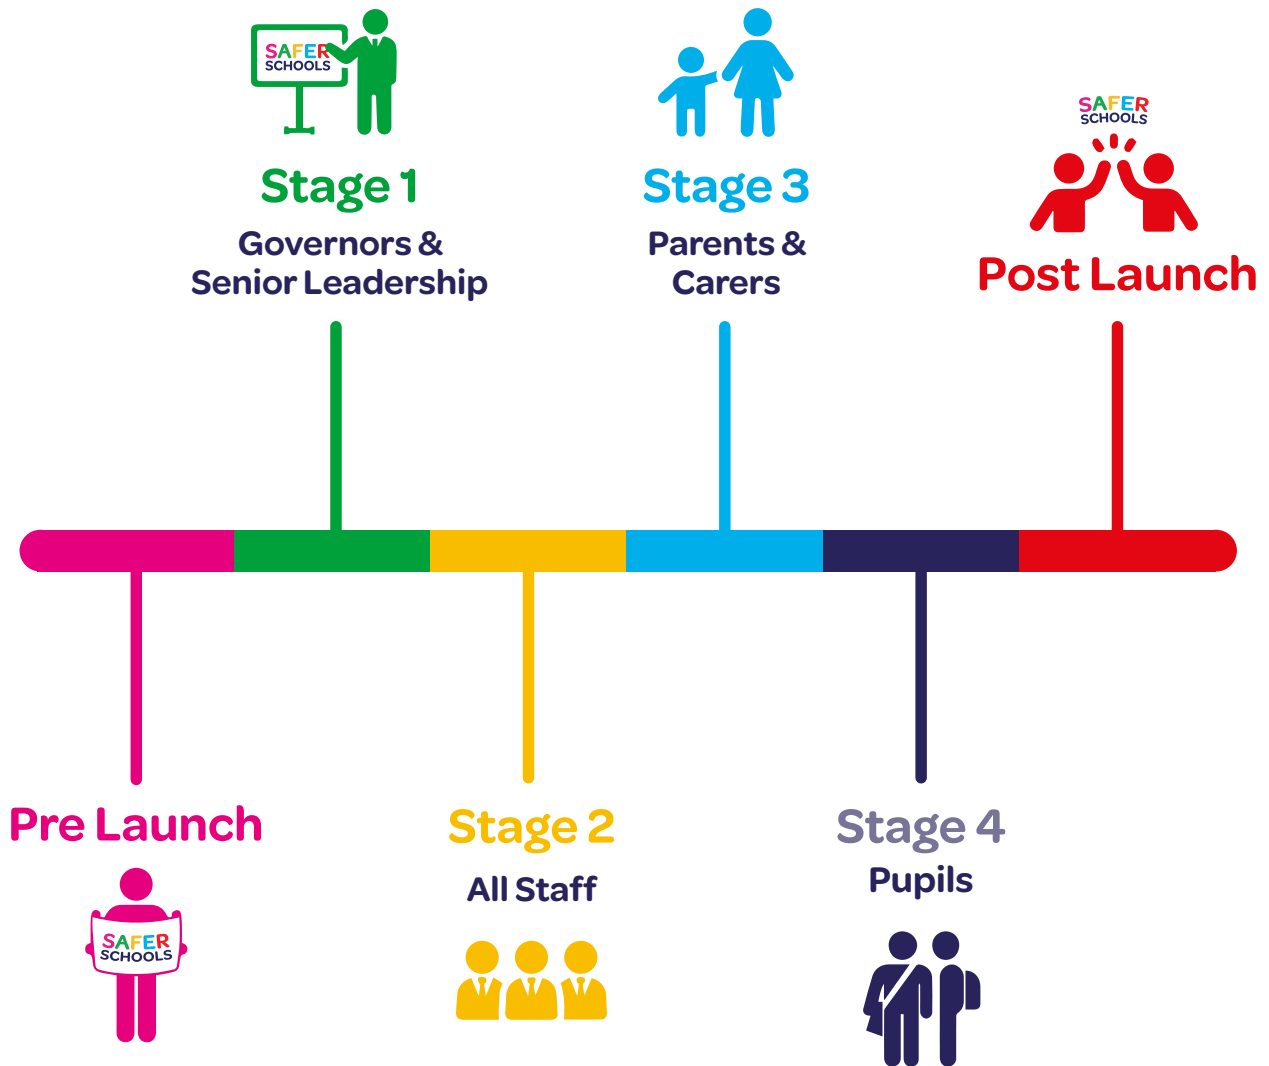 SAFER
SCHOOLS
Stage 1
Governors &
Senior Leadership
Stage 3
Parents &
Carers
SAFER
SCHOOLS
Post Launch
Pre Launch
SAFER
SCHOOLS
Stage 2
All Staff
Stage 4
Pupils